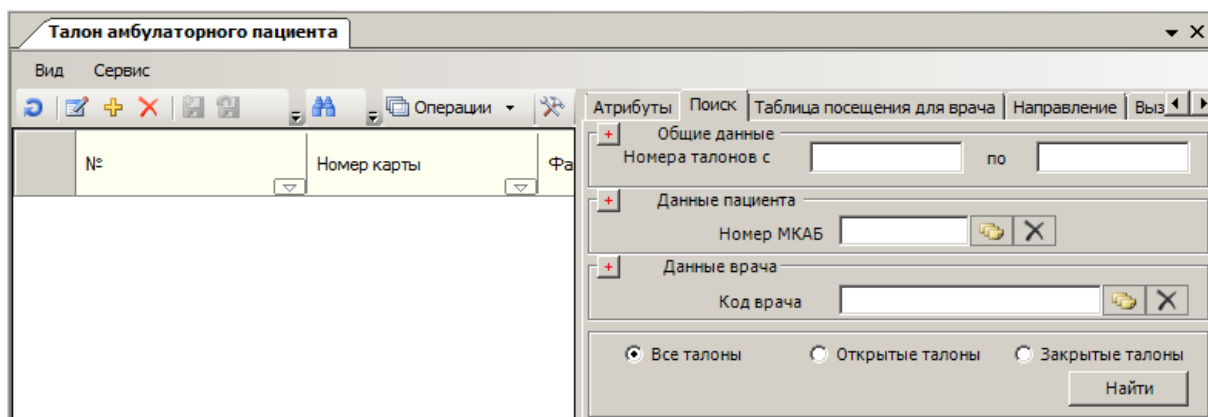 Талон амбулаторного пациента
Вид Сервис
Операции
Атрибуты Поиск Таблица посещения для врача Направление Выз
№ Номер карты Фа
Общие данные
Номера талонов с по
Данные пациента
Номер МКАБ
Данные врача
Код врача
Все талоны Открытые талоны Закрытые талоны
Найти